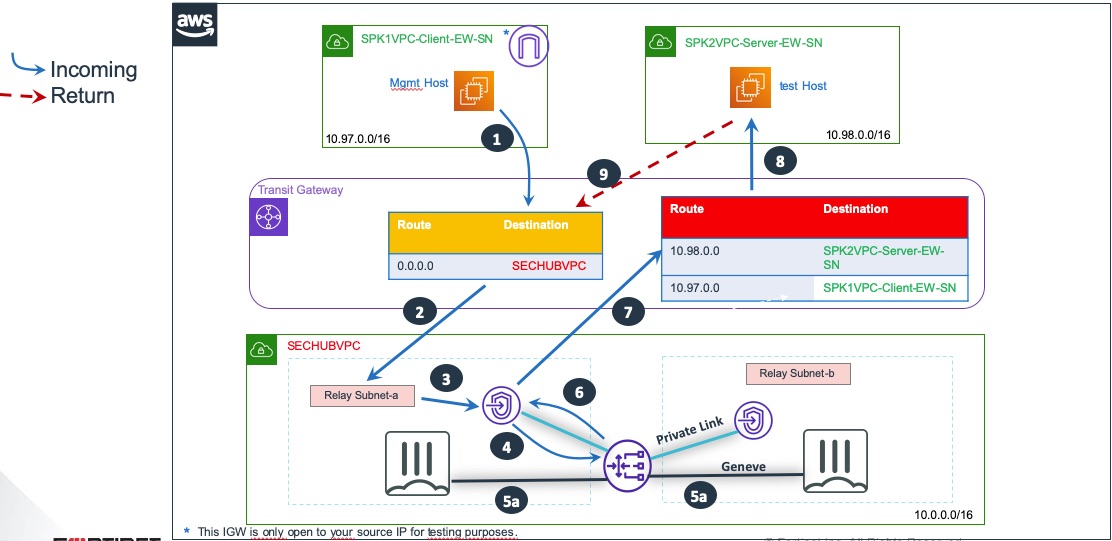 aws
SPK1VPC-Client-EW-SN *
SPK2VPC-Server-EW-SN
Incoming
Return
Mgmt Host
test Host
10.97.0.0/16
10.98.0.0/16
1
8
9
Transit Gateway
Route Destination
0.0.0.0 SECHUBVPC
Route Destination
10.98.0.0 SPK2VPC-Server-EW-
SN
10.97.0.0 SPK1VPC-Client-EW-SN
2
7
SECHUBVPC
Relay Subnet-a
3
6
Relay Subnet-b
4
Private Link
Geneve
5a
5a
10.0.0.0/16
* This IGW is only open to your source IP for testing purposes.